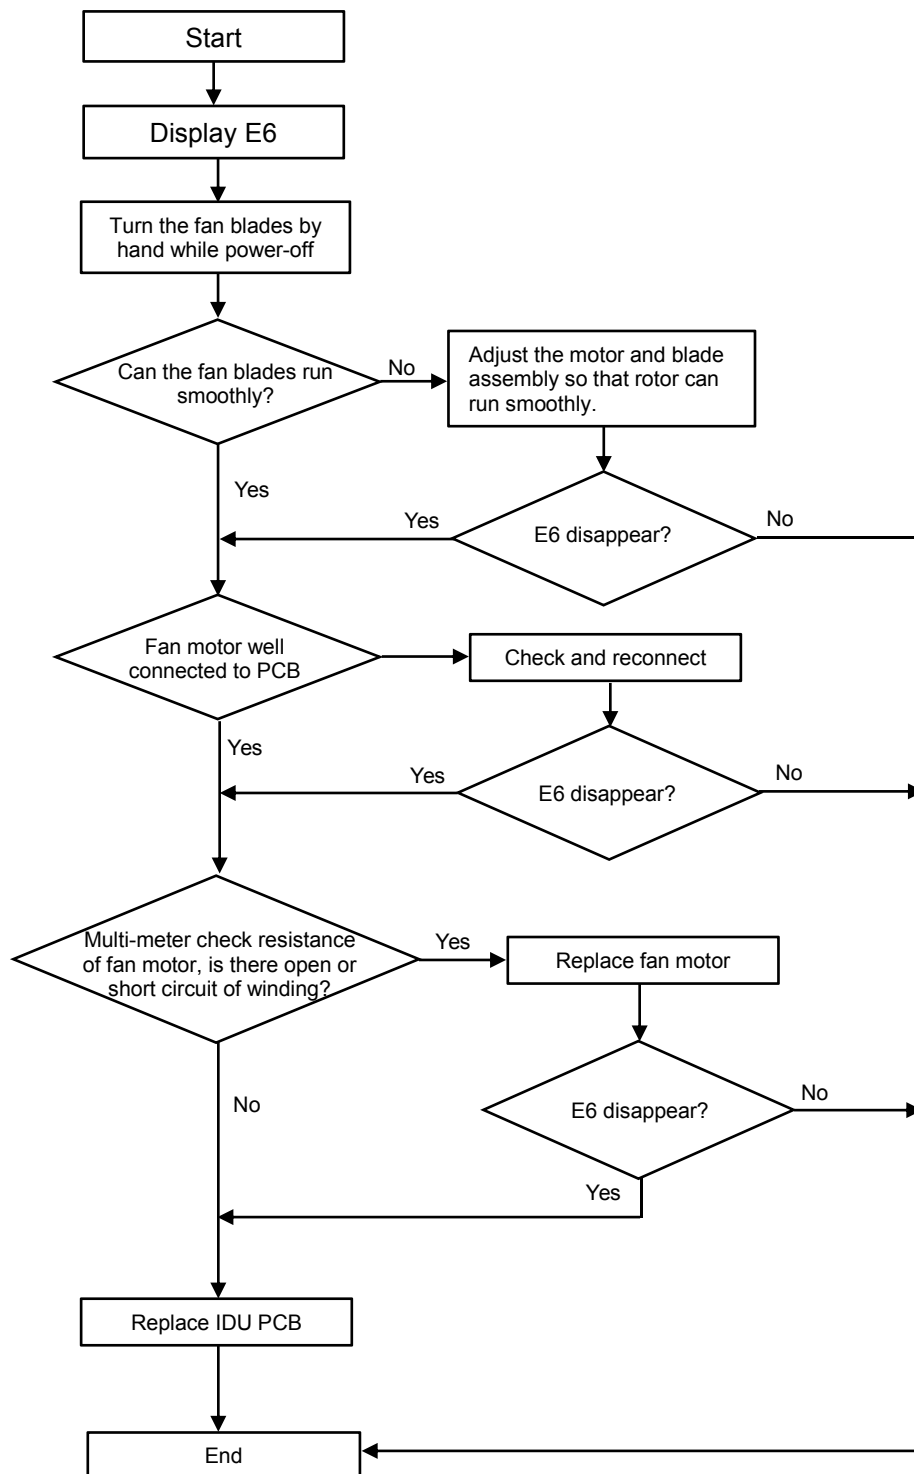 Start
Display E6
Turn the fan blades by
hand while power-off
Can the fan blades run
smoothly?
No
Adjust the motor and blade
assembly so that rotor can
run smoothly.
Yes
Yes
E6 disappear?
No
Fan motor well
connected to PCB
Check and reconnect
Yes
Yes
E6 disappear?
No
Multi-meter check resistance
of fan motor, is there open or
short circuit of winding?
Yes
Replace fan motor
No
E6 disappear?
No
Yes
Replace IDU PCB
End